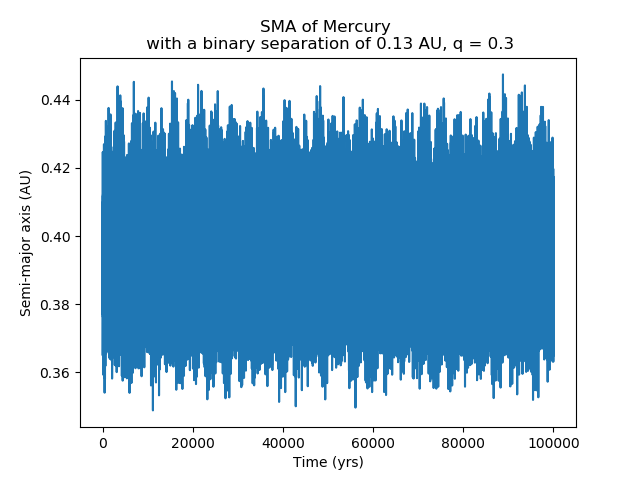 SMA of Mercury
with a binary separation of 0.13 AU, q = 0.3
0.44
0.42
0.40
0.38
0.36
Semi-major axis (AU)
0 20000 40000 60000 80000 100000
Time (yrs)